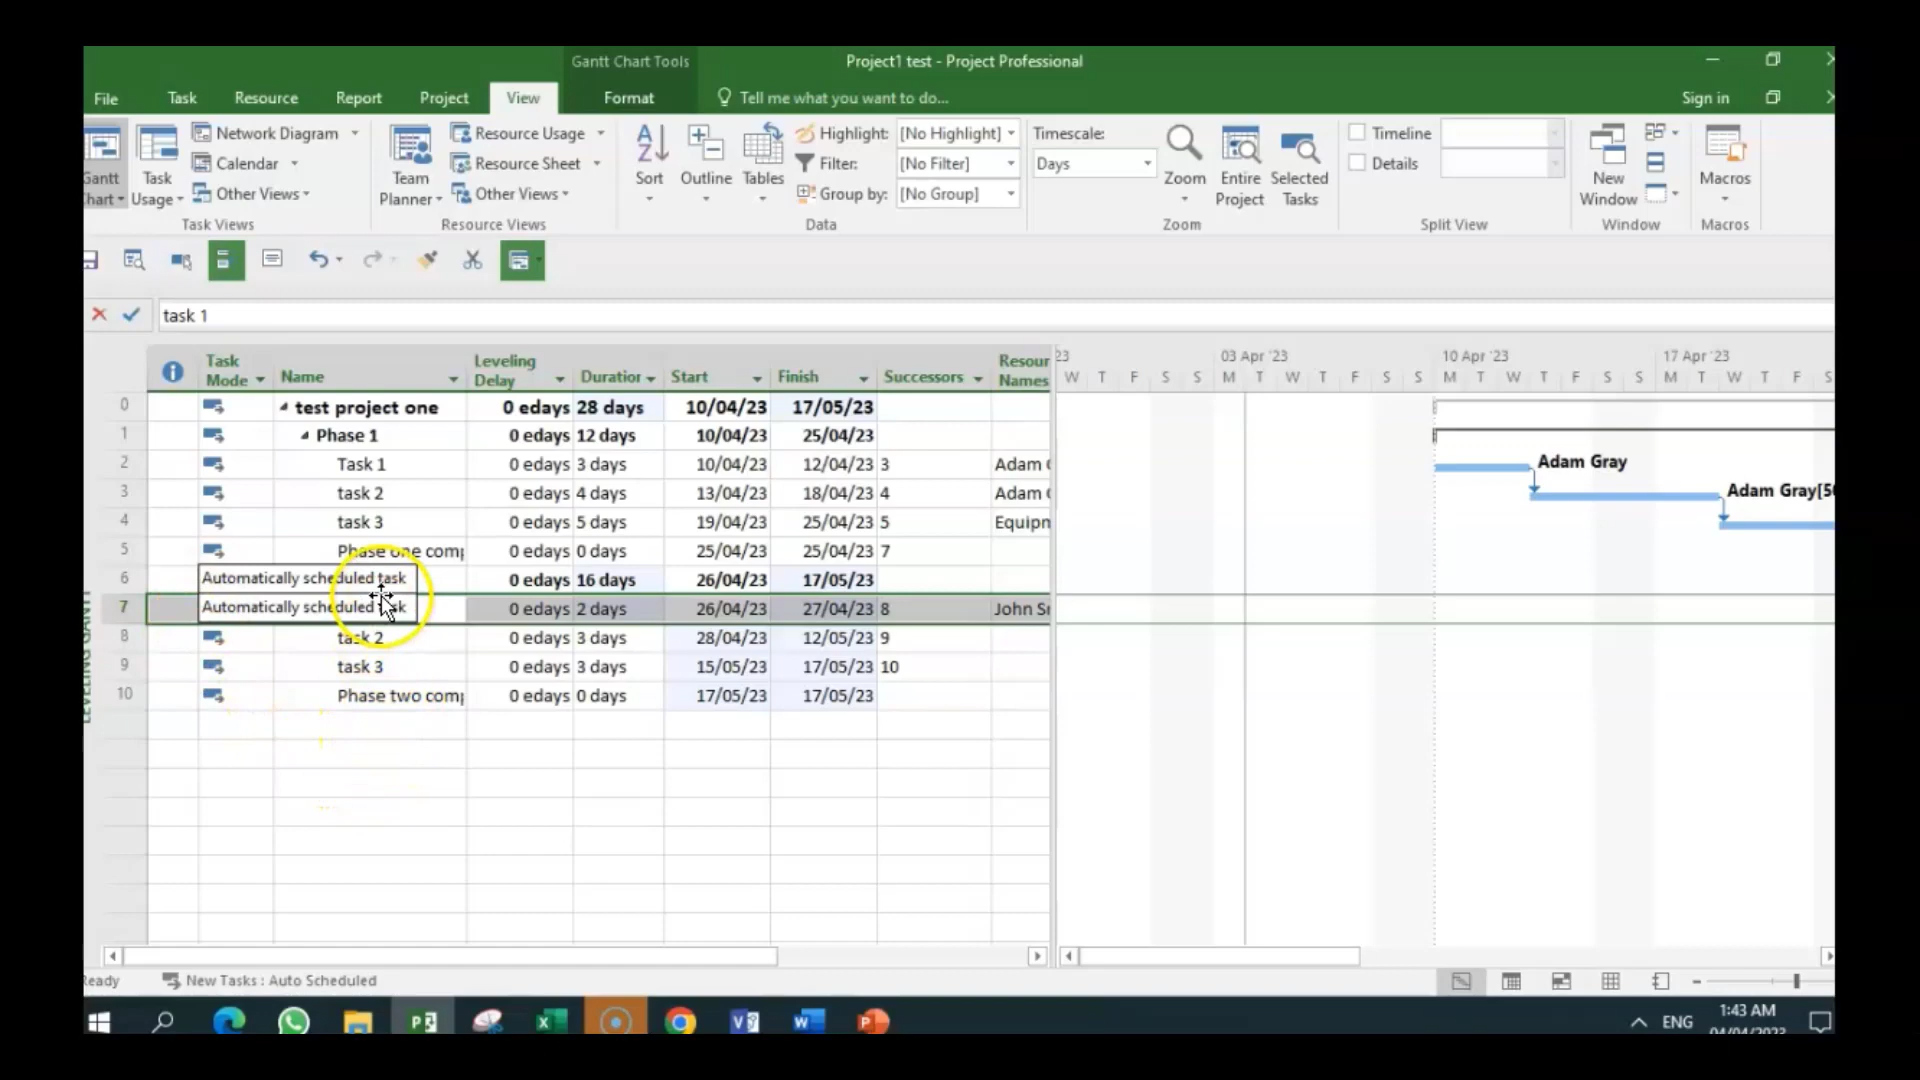 Gantt Chart Tools
Project1 test - Project Professional
File Task Resource Report Project View Format Tell me what you want to do... Sign in
Gantt Chart
Task Usage
Network Diagram
Calendar
Other Views
Task Views
Team Planner
Resource Usage
Resource Sheet
Other Views
Resource Views
Sort
Outline
Tables
Highlight: [No Highlight]
Filter: [No Filter]
Group by: [No Group]
Data
Timescale:
Days
Zoom
Entire Project
Selected Tasks
Zoom
Timeline
Details
Split View
New Window
Window
Macros
Macros
task 1
Task Mode Name Leveling Delay Duration Start Finish Successors Resour Names
23 03 Apr '23 10 Apr '23 17 Apr '23
W T F S S M T W T F S S M T W T F S S M T W T F S
0 test project one 0 edays 28 days 10/04/23 17/05/23
1 Phase 1 0 edays 12 days 10/04/23 25/04/23
2 Task 1 0 edays 3 days 10/04/23 12/04/23 3 Adam
3 task 2 0 edays 4 days 13/04/23 18/04/23 4 Adam
4 task 3 0 edays 5 days 19/04/23 25/04/23 5 Equipm
5 Phase one comp 0 edays 0 days 25/04/23 25/04/23 7
6 Automatically scheduled task 0 edays 16 days 26/04/23 17/05/23
7 Automatically scheduled task 0 edays 2 days 26/04/23 27/04/23 8 John Sm
8 task 2 0 edays 3 days 28/04/23 12/05/23 9
9 task 3 0 edays 3 days 15/05/23 17/05/23 10
10 Phase two comp 0 edays 0 days 17/05/23 17/05/23
Adam Gray
Adam Gray[50
LEVELING GANTT
Ready New Tasks : Auto Scheduled
ENG
1:43 AM
04/04/2023